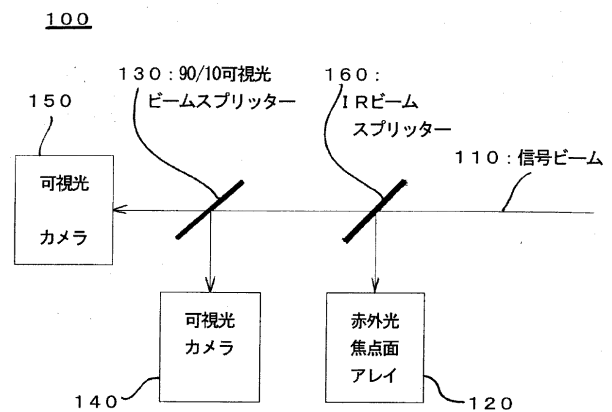 100
130:90/10可視光
ビームスプリッター
160:
IRビーム
スプリッター
150
110:信号ビーム
可視光
カメラ
可視光
カメラ
赤外光
焦点面
アレイ
140
120